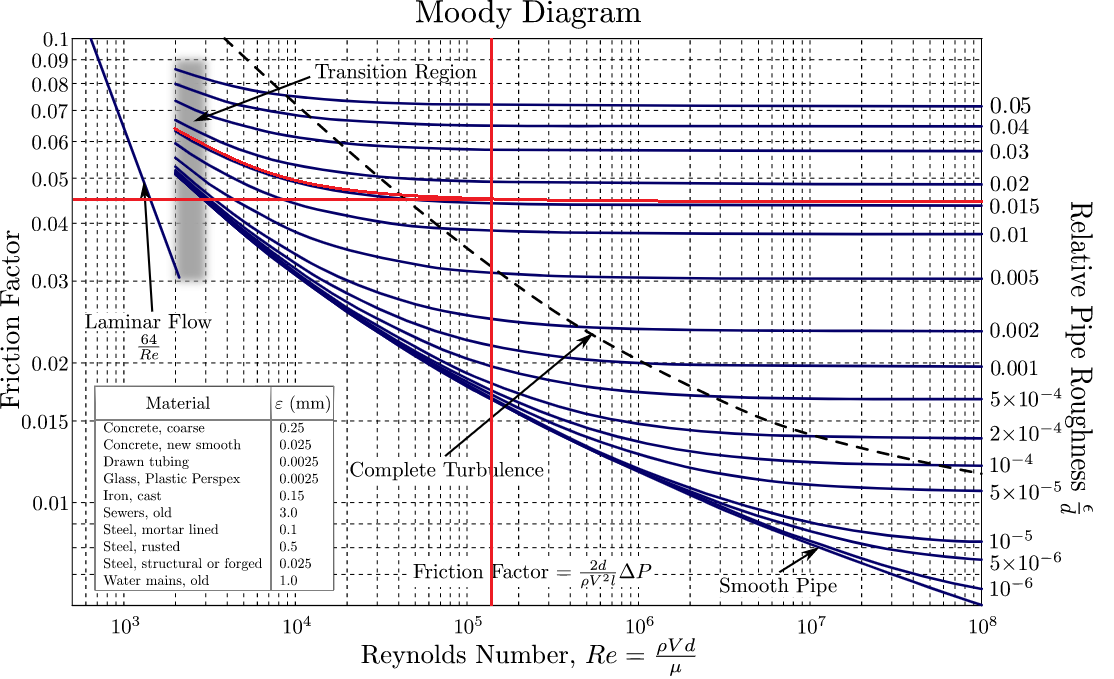 Moody Diagram
Transition Region
0.1
0.09
0.08
0.07
0.06
0.05
0.04
0.03
0.02
0.015
0.01
Friction Factor
0.05
0.04
0.03
0.02
0.015
0.01
0.005
0.002
0.001
5×10⁻⁴
2×10⁻⁴
10⁻⁴
5×10⁻⁵
10⁻⁵
5×10⁻⁶
10⁻⁶
Relative Pipe Roughness ϵ/d
Laminar Flow
64/Re
Complete Turbulence
Smooth Pipe
Material ε (mm)
Concrete, coarse 0.25
Concrete, new smooth 0.025
Drawn tubing 0.0025
Glass, Plastic Perspex 0.0025
Iron, cast 0.15
Sewers, old 3.0
Steel, mortar lined 0.1
Steel, rusted 0.5
Steel, structural or forged 0.025
Water mains, old 1.0
Friction Factor = 2d/ρV²l ΔP
10³ 10⁴ 10⁵ 10⁶ 10⁷ 10⁸
Reynolds Number, Re = ρVd/μ